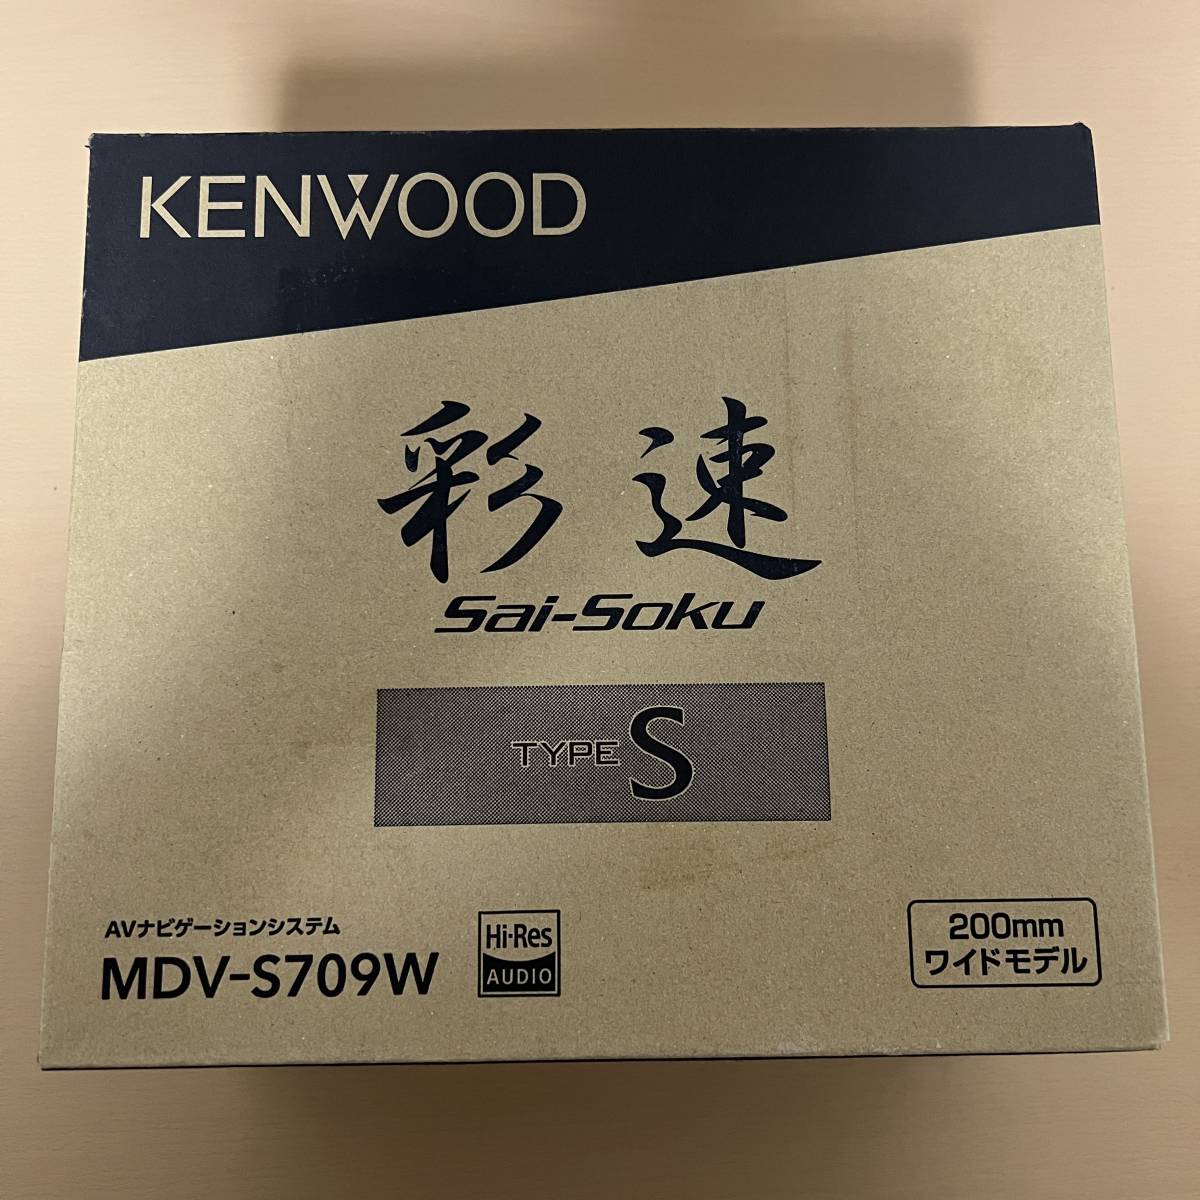 KENWOOD
彩速
Sai-Soku
TYPE S
AVナビゲーションシステム
MDV-S709W
Hi-Res
AUDIO
200mm
ワイドモデル